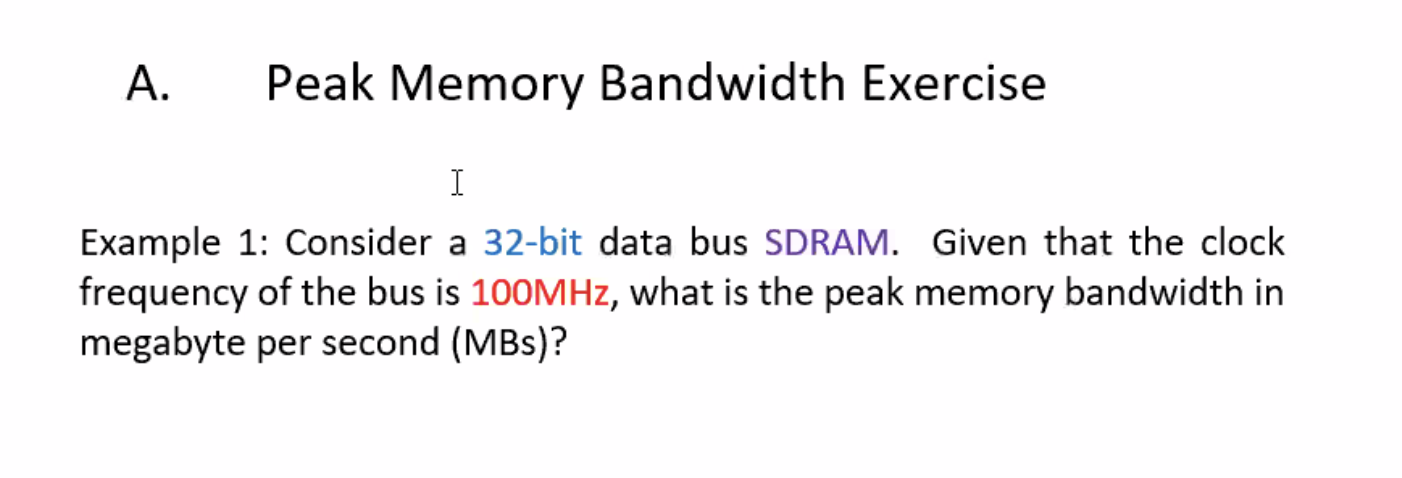 A. Peak Memory Bandwidth Exercise
Example 1: Consider a 32-bit data bus SDRAM. Given that the clock
frequency of the bus is 100MHz, what is the peak memory bandwidth in
megabyte per second (MBs)?